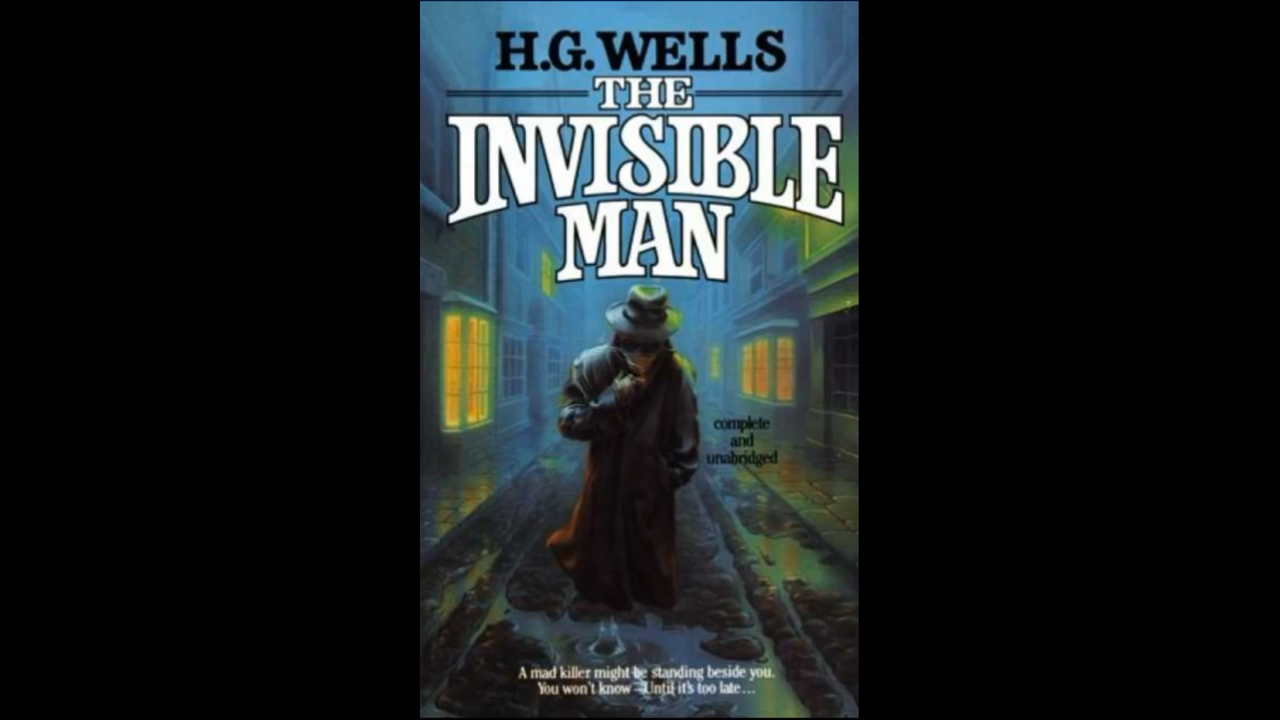 H.G. WELLS
THE
INVISIBLE
MAN
complete
and
unabridged
A mad killer might be standing beside you.
You won't know—Until it's too late...